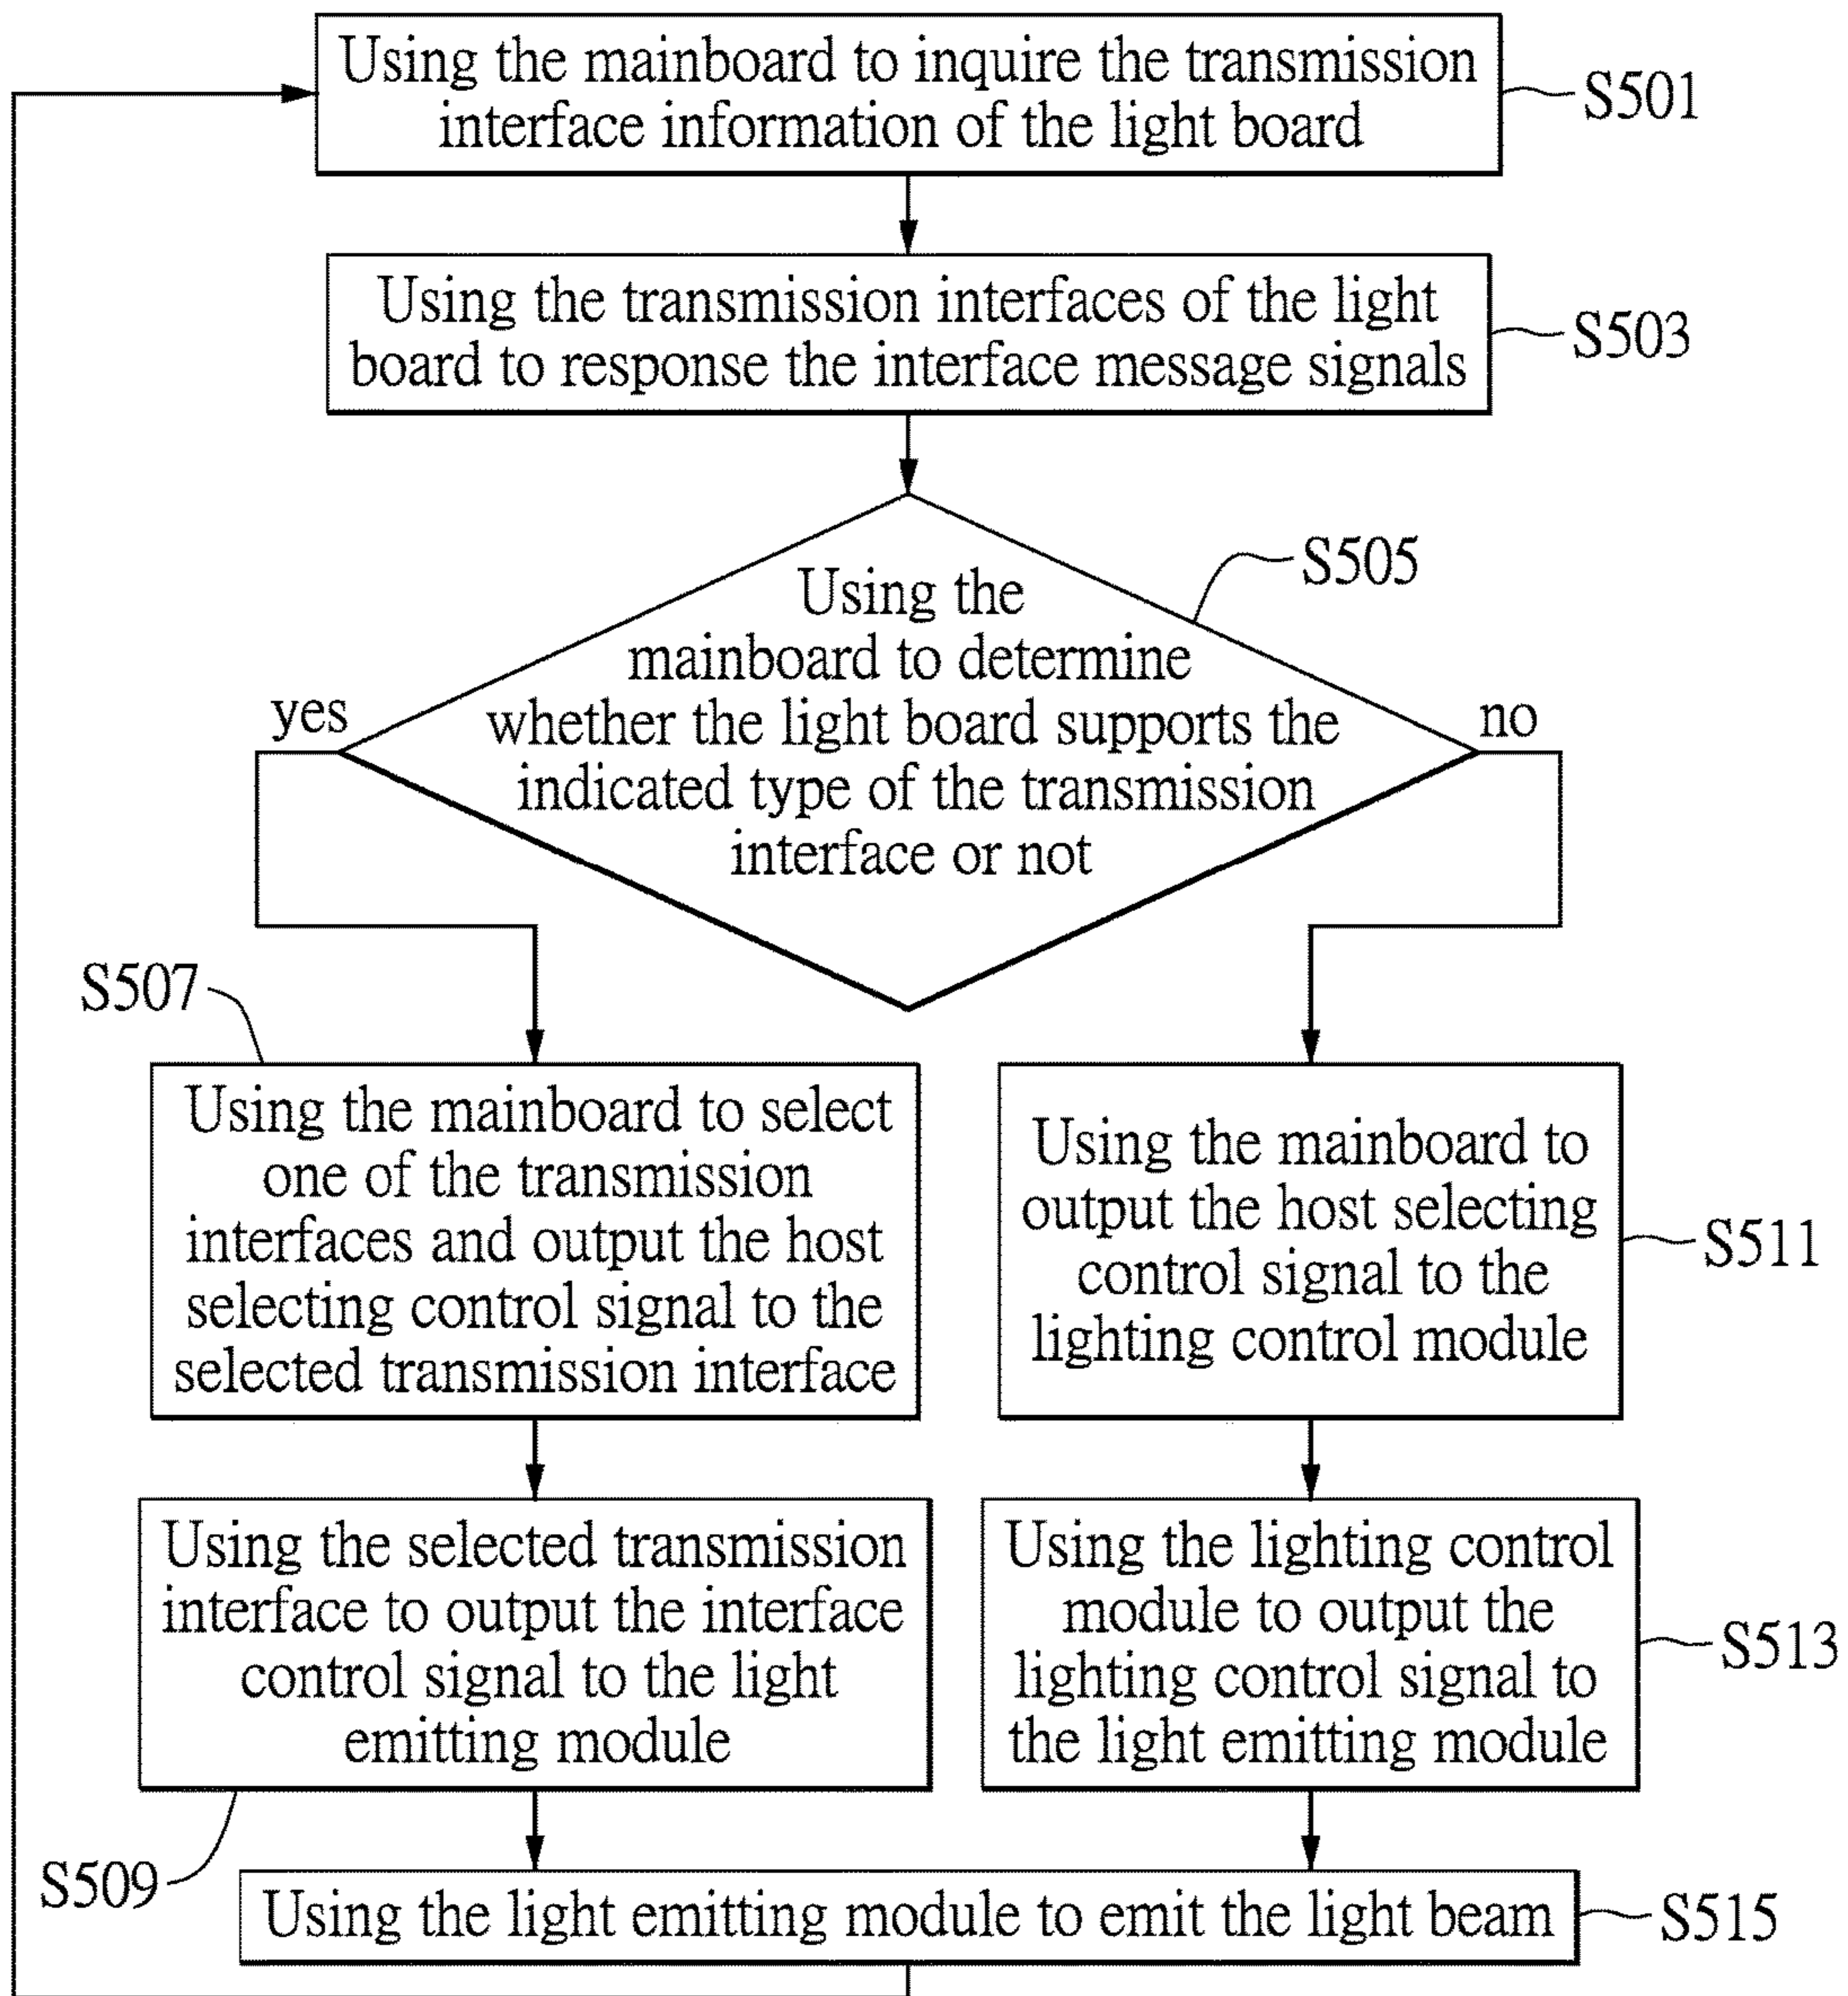 Using the mainboard to inquire the transmission
interface information of the light board
S501
Using the transmission interfaces of the light
board to response the interface message signals
S503
S505
Using the
mainboard to determine
whether the light board supports the
indicated type of the transmission
interface or not
yes
no
S507
Using the mainboard to select
one of the transmission
interfaces and output the host
selecting control signal to the
selected transmission interface
Using the mainboard to
output the host selecting
control signal to the
lighting control module
S511
Using the selected transmission
interface to output the interface
control signal to the light
emitting module
S509
Using the lighting control
module to output the
lighting control signal to
the light emitting module
S513
Using the light emitting module to emit the light beam
S515